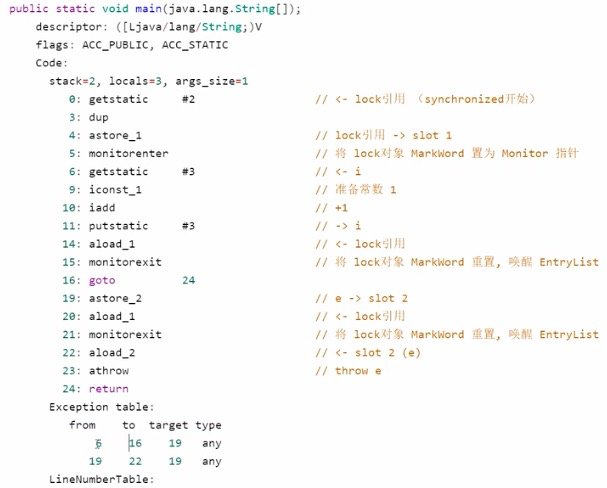 public static void main(java.lang.String[]);
descriptor: ([Ljava/lang/String;)V
flags: ACC_PUBLIC, ACC_STATIC
Code:
stack=2, locals=3, args_size=1
0: getstatic #2 // <- lock引用 （synchronized开始）
3: dup
4: astore_1 // lock引用 -> slot 1
5: monitorenter // 将 lock对象 MarkWord 置为 Monitor 指针
6: getstatic #3 // <- i
9: iconst_1 // 准备常数 1
10: iadd // +1
11: putstatic #3 // -> i
14: aload_1 // <- lock引用
15: monitorexit // 将 lock对象 MarkWord 重置, 唤醒 EntryList
16: goto 24
19: astore_2 // e -> slot 2
20: aload_1 // <- lock引用
21: monitorexit // 将 lock对象 MarkWord 重置, 唤醒 EntryList
22: aload_2 // <- slot 2 (e)
23: athrow // throw e
24: return
Exception table:
from to target type
6 16 19 any
19 22 19 any
LineNumberTable: